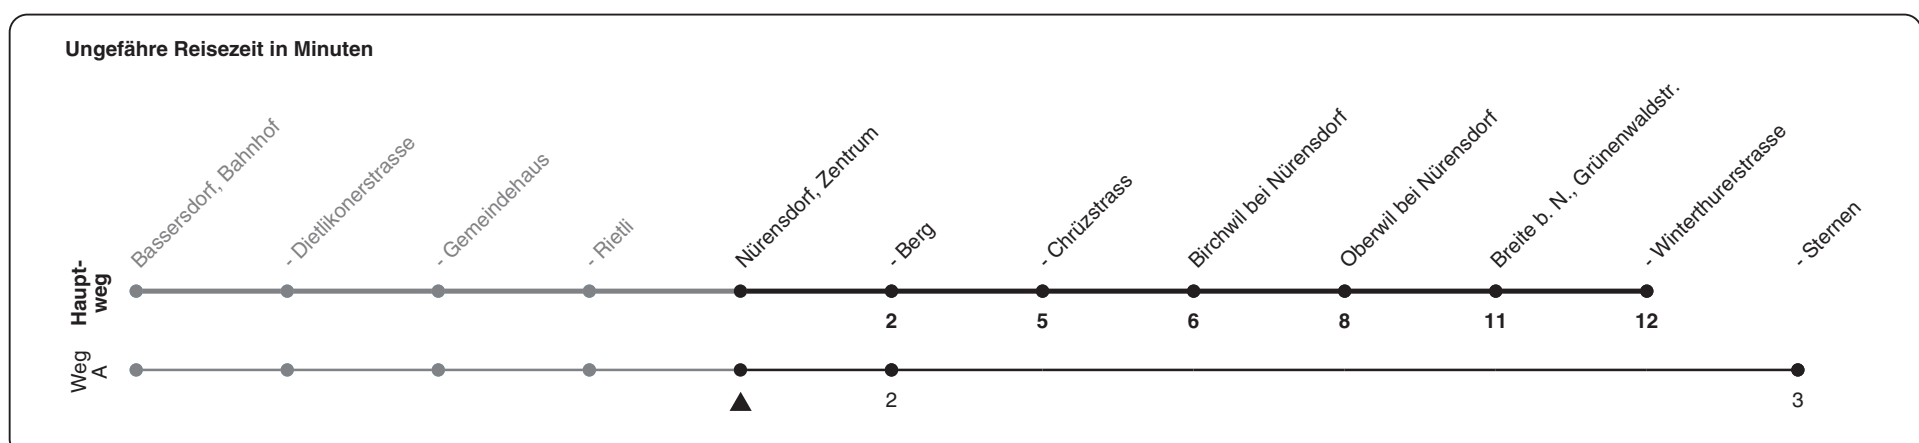 Ungefähre Reisezeit in Minuten
Bassersdorf, Bahnhof
- Dietlikonerstrasse
- Gemeindehaus
- Rietli
Nürensdorf, Zentrum
- Berg
- Chrüzstrass
Birchwil bei Nürensdorf
Oberwil bei Nürensdorf
Breite b. N., Grünenwaldstr.
- Winterthurerstrasse
- Sternen
Haupt-
weg
2 5 6 8 11 12
Weg
A
2 3